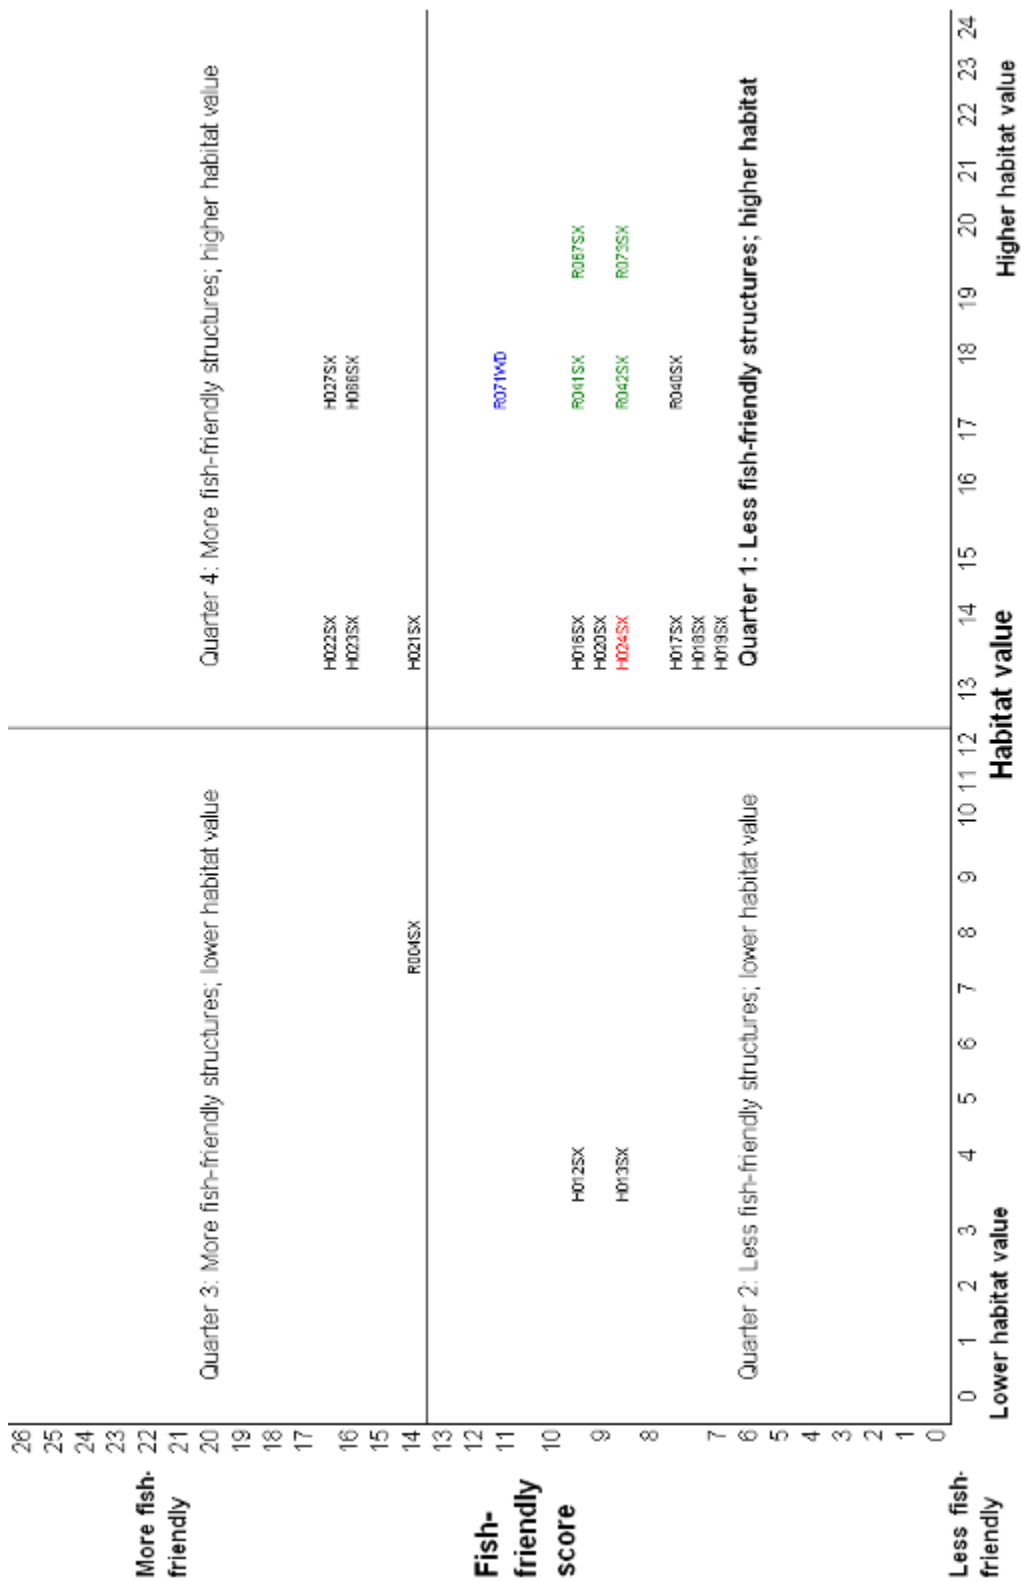 More fish-
friendly
Fish-
friendly
score
Less fish-
friendly
26
25
24
23
22
21
20
19
18
17
16
15
14
13
12
11
10
9
8
7
6
5
4
3
2
1
0
Quarter 3: More fish-friendly structures; lower habitat value
Quarter 4: More fish-friendly structures; higher habitat value
H022SX
H027SX
H023SX
H066SX
R004SX
H021SX
R071WD
H012SX
H016SX
R041SX
R067SX
H020SX
H013SX
H024SX
R042SX
R073SX
H017SX
R040SX
H018SX
H019SX
Quarter 2: Less fish-friendly structures; lower habitat value
Quarter 1: Less fish-friendly structures; higher habitat
0 1 2 3 4 5 6 7 8 9 10 11 12 13 14 15 16 17 18 19 20 21 22 23 24
Lower habitat value
Habitat value
Higher habitat value